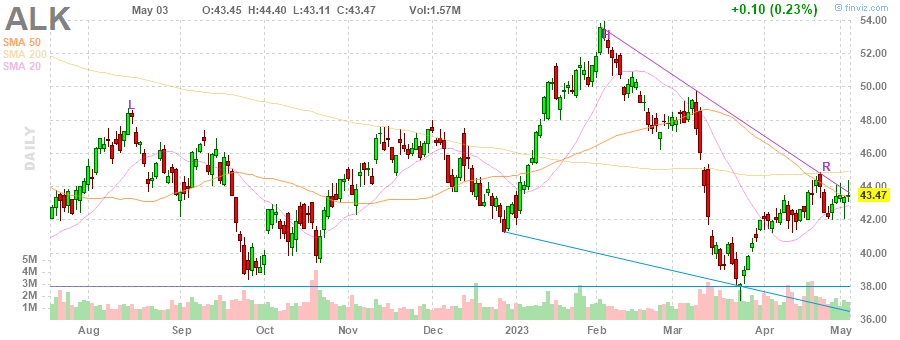 ALK May 03 O:43.45 H:44.40 L:43.11 C:43.47 Vol:1.57M +0.10 (0.23%) © finviz.com
SMA 50
SMA 200
SMA 20
DAILY
L
R
54.00
52.00
50.00
48.00
46.00
44.00
43.47
42.00
40.00
38.00
36.00
5M
4M
3M
2M
1M
Aug Sep Oct Nov Dec 2023 Feb Mar Apr May